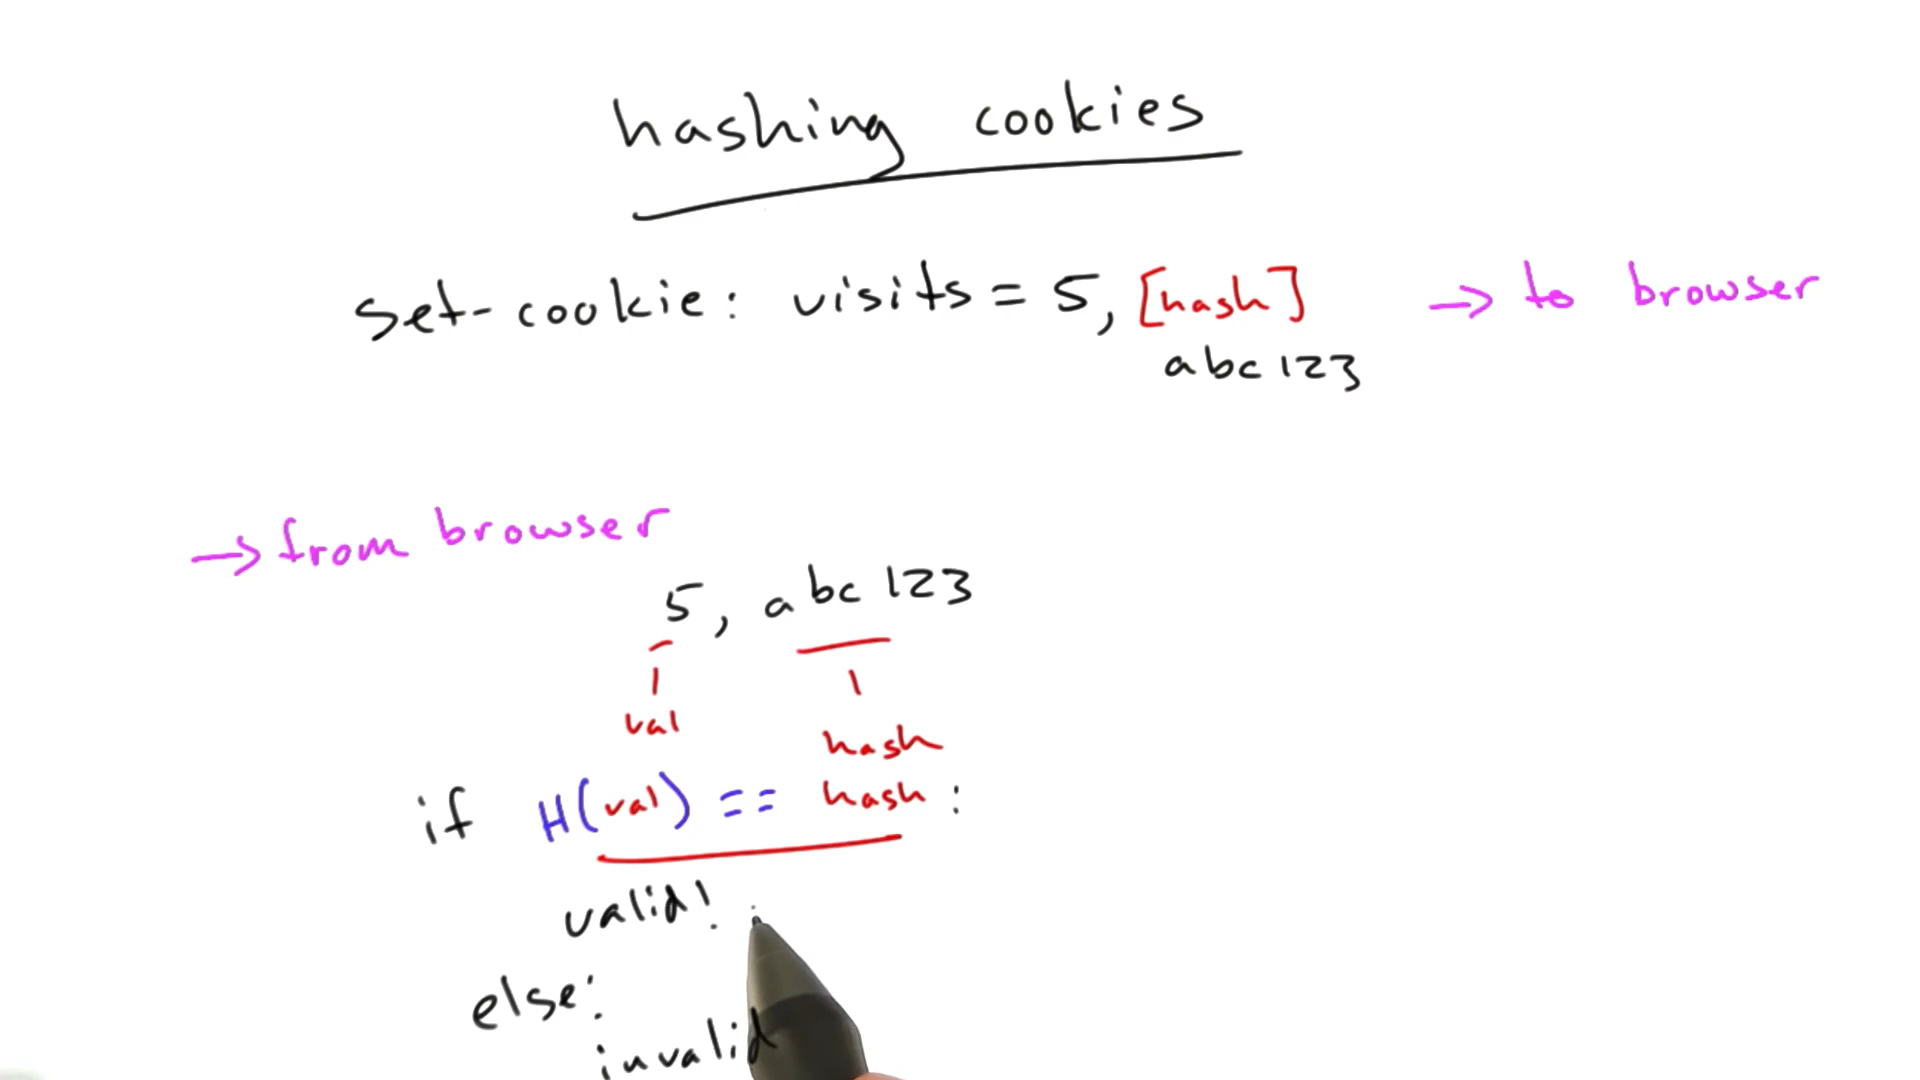 hashing cookies
set-cookie: visits = 5, [hash] → to browser
abc123
→ from browser
5, abc123
val hash
if H(val) == hash :
valid!
else:
invalid